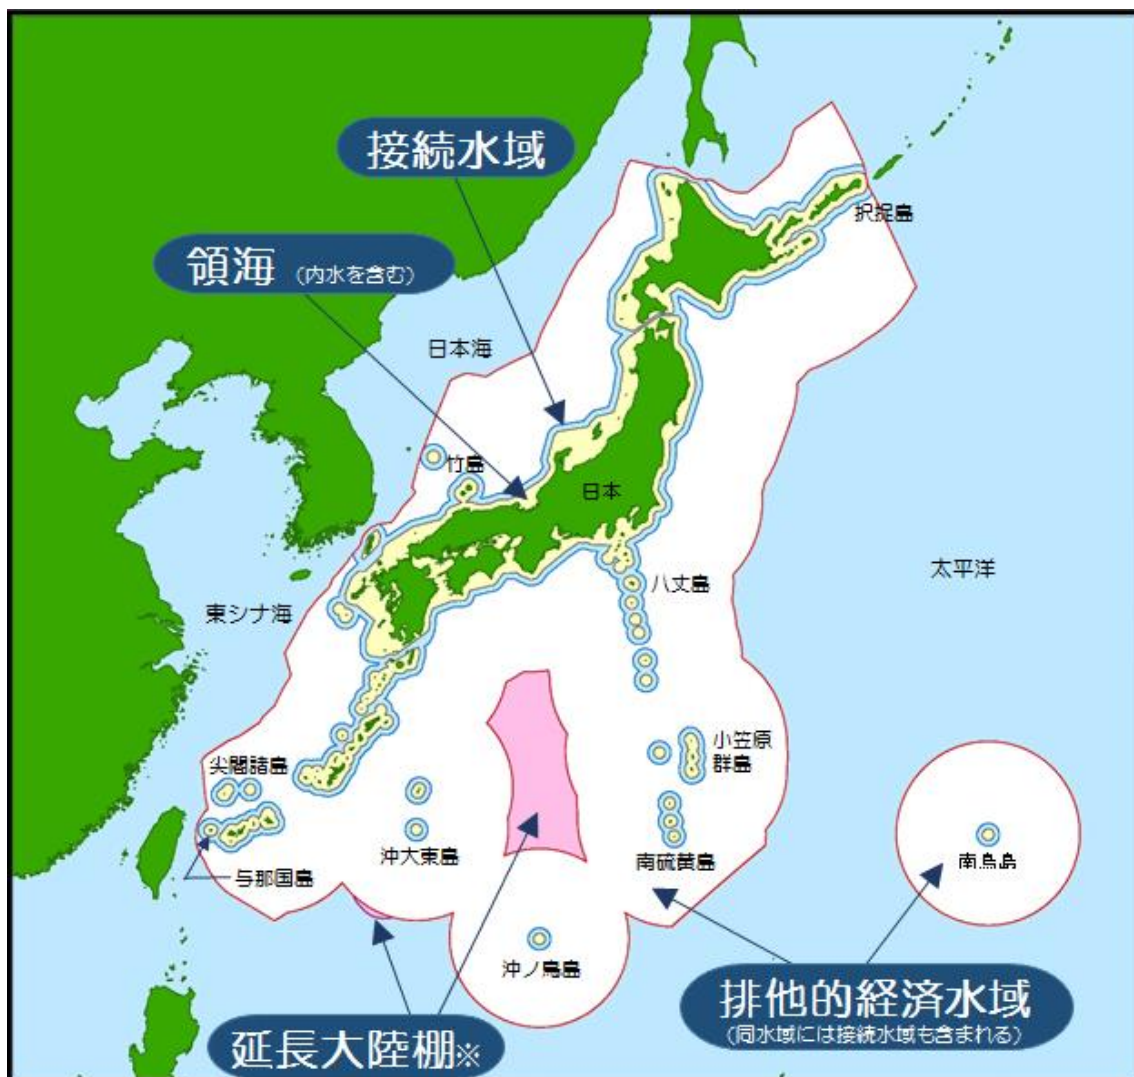 接続水域
択捉島
領海 (内水を含む)
日本海
竹島
日本
八丈島
太平洋
東シナ海
小笠原
群島
尖閣諸島
沖大東島
南硫黄島
南鳥島
与那国島
沖ノ鳥島
排他的経済水域
(同水域には接続水域も含まれる)
延長大陸棚※